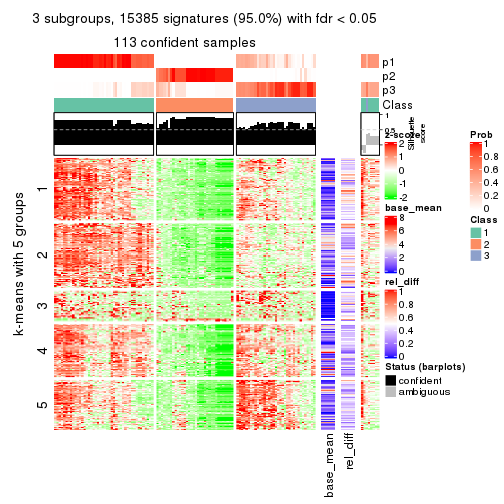 3 subgroups, 15385 signatures (95.0%) with fdr < 0.05
113 confident samples
p1
p2
p3
Class
1
0.5
0
Silhouette
score
k-means with 5 groups
1
2
3
4
5
base_mean
rel_diff
z-score
2
1
0
-1
-2
base_mean
8
6
4
2
0
rel_diff
1
0.8
0.6
0.4
0.2
0
Status (barplots)
confident
ambiguous
Prob
1
0.8
0.6
0.4
0.2
0
Class
1
2
3